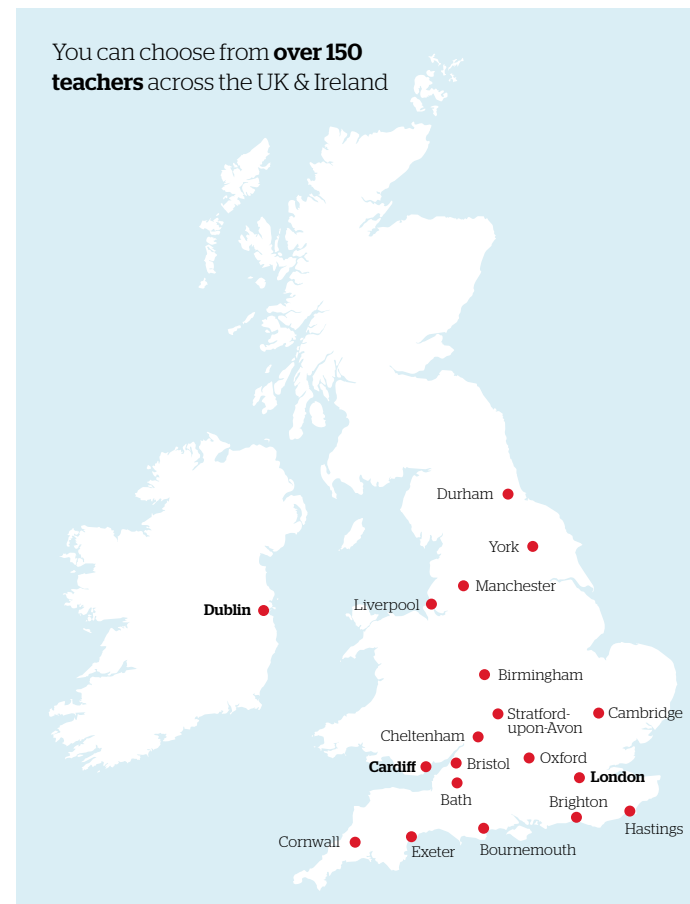 You can choose from over 150
teachers across the UK & Ireland
Durham
York
Manchester
Liverpool
Dublin
Birmingham
Stratford-
upon-Avon
Cambridge
Cheltenham
Oxford
Bristol
Cardiff
London
Bath
Brighton
Hastings
Cornwall
Exeter
Bournemouth